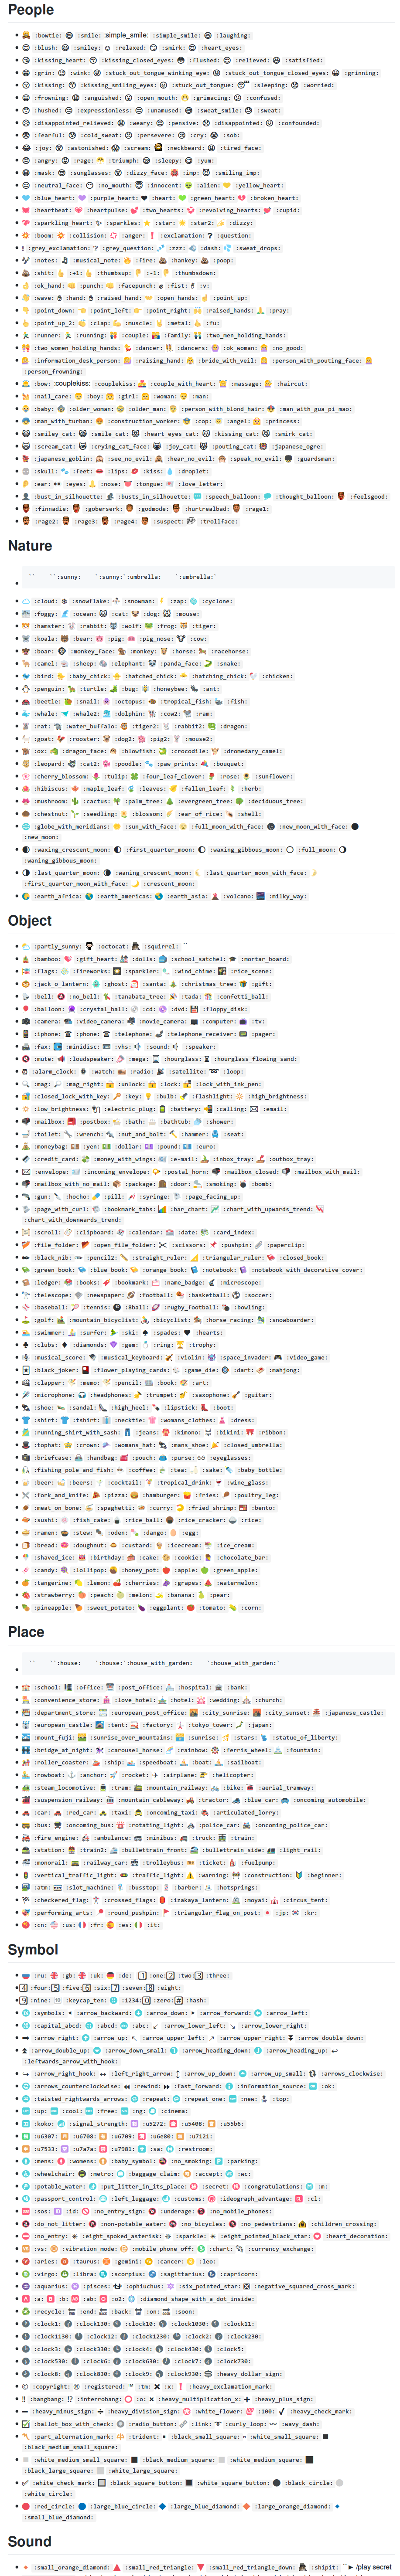 People
:bowtie: :smile: :simple_smile: :simple_smile: :laughing:
:blush: :smiley: :relaxed: :smirk: :heart_eyes:
:kissing_heart: :kissing_closed_eyes: :flushed: :relieved: :satisfied:
:grin: :wink: :stuck_out_tongue_winking_eye: :stuck_out_tongue_closed_eyes: :grinning:
:kissing: :kissing_smiling_eyes: :stuck_out_tongue: :sleeping: :worried:
:frowning: :anguished: :open_mouth: :grimacing: :confused:
:hushed: :expressionless: :unamused: :sweat_smile: :sweat:
:disappointed_relieved: :weary: :pensive: :disappointed: :confounded:
:fearful: :cold_sweat: :persevere: :cry: :sob:
:joy: :astonished: :scream: :neckbeard: :tired_face:
:angry: :rage: :triumph: :sleepy: :yum:
:mask: :sunglasses: :dizzy_face: :imp: :smiling_imp:
:neutral_face: :no_mouth: :innocent: :alien: :yellow_heart:
:blue_heart: :purple_heart: :heart: :green_heart: :broken_heart:
:heartbeat: :heartpulse: :two_hearts: :revolving_hearts: :cupid:
:sparkling_heart: :sparkles: :star: :star2: :dizzy:
:boom: :collision: :anger: :exclamation: :question:
:grey_exclamation: :grey_question: :zzz: :dash: :sweat_drops:
:notes: :musical_note: :fire: :hankey: :poop:
:shit: :+1: :thumbsup: :-1: :thumbsdown:
:ok_hand: :punch: :facepunch: :fist: :v:
:wave: :hand: :raised_hand: :open_hands: :point_up:
:point_down: :point_left: :point_right: :raised_hands: :pray:
:point_up_2: :clap: :muscle: :metal: :fu:
:runner: :running: :couple: :family: :two_men_holding_hands:
:two_women_holding_hands: :dancer: :dancers: :ok_woman: :no_good:
:information_desk_person: :raising_hand: :bride_with_veil: :person_with_pouting_face:
:person_frowning:
:bow: :couplekiss: :couplekiss: :couple_with_heart: :massage: :haircut:
:nail_care: :boy: :girl: :woman: :man:
:baby: :older_woman: :older_man: :person_with_blond_hair: :man_with_gua_pi_mao:
:man_with_turban: :construction_worker: :cop: :angel: :princess:
:smiley_cat: :smile_cat: :heart_eyes_cat: :kissing_cat: :smirk_cat:
:scream_cat: :crying_cat_face: :joy_cat: :pouting_cat: :japanese_ogre:
:japanese_goblin: :see_no_evil: :hear_no_evil: :speak_no_evil: :guardsman:
:skull: :feet: :lips: :kiss: :droplet:
:ear: :eyes: :nose: :tongue: :love_letter:
:bust_in_silhouette: :busts_in_silhouette: :speech_balloon: :thought_balloon: :feelsgood:
:finnadie: :goberserk: :godmode: :hurtrealbad: :rage1:
:rage2: :rage3: :rage4: :suspect: :trollface:
Nature
`` ``:sunny: `:sunny:`:umbrella: `:umbrella:`
:cloud: :snowflake: :snowman: :zap: :cyclone:
:foggy: :ocean: :cat: :dog: :mouse:
:hamster: :rabbit: :wolf: :frog: :tiger:
:koala: :bear: :pig: :pig_nose: :cow:
:boar: :monkey_face: :monkey: :horse: :racehorse:
:camel: :sheep: :elephant: :panda_face: :snake:
:bird: :baby_chick: :hatched_chick: :hatching_chick: :chicken:
:penguin: :turtle: :bug: :honeybee: :ant:
:beetle: :snail: :octopus: :tropical_fish: :fish:
:whale: :whale2: :dolphin: :cow2: :ram:
:rat: :water_buffalo: :tiger2: :rabbit2: :dragon:
:goat: :rooster: :dog2: :pig2: :mouse2:
:ox: :dragon_face: :blowfish: :crocodile: :dromedary_camel:
:leopard: :cat2: :poodle: :paw_prints: :bouquet:
:cherry_blossom: :tulip: :four_leaf_clover: :rose: :sunflower:
:hibiscus: :maple_leaf: :leaves: :fallen_leaf: :herb:
:mushroom: :cactus: :palm_tree: :evergreen_tree: :deciduous_tree:
:chestnut: :seedling: :blossom: :ear_of_rice: :shell:
:globe_with_meridians: :sun_with_face: :full_moon_with_face: :new_moon_with_face:
:new_moon:
:waxing_crescent_moon: :first_quarter_moon: :waxing_gibbous_moon: :full_moon:
:waning_gibbous_moon:
:last_quarter_moon: :waning_crescent_moon: :last_quarter_moon_with_face:
:first_quarter_moon_with_face: :crescent_moon:
:earth_africa: :earth_americas: :earth_asia: :volcano: :milky_way:
Object
:partly_sunny: :octocat: :squirrel: ``
:bamboo: :gift_heart: :dolls: :school_satchel: :mortar_board:
:flags: :fireworks: :sparkler: :wind_chime: :rice_scene:
:jack_o_lantern: :ghost: :santa: :christmas_tree: :gift:
:bell: :no_bell: :tanabata_tree: :tada: :confetti_ball:
:balloon: :crystal_ball: :cd: :dvd: :floppy_disk:
:camera: :video_camera: :movie_camera: :computer: :tv:
:iphone: :phone: :telephone: :telephone_receiver: :pager:
:fax: :minidisc: :vhs: :sound: :speaker:
:mute: :loudspeaker: :mega: :hourglass: :hourglass_flowing_sand:
:alarm_clock: :watch: :radio: :satellite: :loop:
:mag: :mag_right: :unlock: :lock: :lock_with_ink_pen:
:closed_lock_with_key: :key: :bulb: :flashlight: :high_brightness:
:low_brightness: :electric_plug: :battery: :calling: :email:
:mailbox: :postbox: :bath: :bathtub: :shower:
:toilet: :wrench: :nut_and_bolt: :hammer: :seat:
:moneybag: :yen: :dollar: :pound: :euro:
:credit_card: :money_with_wings: :e-mail: :inbox_tray: :outbox_tray:
:envelope: :incoming_envelope: :postal_horn: :mailbox_closed: :mailbox_with_mail:
:mailbox_with_no_mail: :package: :door: :smoking: :bomb:
:gun: :hocho: :pill: :syringe: :page_facing_up:
:page_with_curl: :bookmark_tabs: :bar_chart: :chart_with_upwards_trend:
:chart_with_downwards_trend:
:scroll: :clipboard: :calendar: :date: :card_index:
:file_folder: :open_file_folder: :scissors: :pushpin: :paperclip:
:black_nib: :pencil2: :straight_ruler: :triangular_ruler: :closed_book:
:green_book: :blue_book: :orange_book: :notebook: :notebook_with_decorative_cover:
:ledger: :books: :bookmark: :name_badge: :microscope:
:telescope: :newspaper: :football: :basketball: :soccer:
:baseball: :tennis: :8ball: :rugby_football: :bowling:
:golf: :mountain_bicyclist: :bicyclist: :horse_racing: :snowboarder:
:swimmer: :surfer: :ski: :spades: :hearts:
:clubs: :diamonds: :gem: :ring: :trophy:
:musical_score: :musical_keyboard: :violin: :space_invader: :video_game:
:black_joker: :flower_playing_cards: :game_die: :dart: :mahjong:
:clapper: :memo: :pencil: :book: :art:
:microphone: :headphones: :trumpet: :saxophone: :guitar:
:shoe: :sandal: :high_heel: :lipstick: :boot:
:shirt: :tshirt: :necktie: :womans_clothes: :dress:
:running_shirt_with_sash: :jeans: :kimono: :bikini: :ribbon:
:tophat: :crown: :womans_hat: :mans_shoe: :closed_umbrella:
:briefcase: :handbag: :pouch: :purse: :eyeglasses:
:fishing_pole_and_fish: :coffee: :tea: :sake: :baby_bottle:
:beer: :beers: :cocktail: :tropical_drink: :wine_glass:
:fork_and_knife: :pizza: :hamburger: :fries: :poultry_leg:
:meat_on_bone: :spaghetti: :curry: :fried_shrimp: :bento:
:sushi: :fish_cake: :rice_ball: :rice_cracker: :rice:
:ramen: :stew: :oden: :dango: :egg:
:bread: :doughnut: :custard: :icecream: :ice_cream:
:shaved_ice: :birthday: :cake: :cookie: :chocolate_bar:
:candy: :lollipop: :honey_pot: :apple: :green_apple:
:tangerine: :lemon: :cherries: :grapes: :watermelon:
:strawberry: :peach: :melon: :banana: :pear:
:pineapple: :sweet_potato: :eggplant: :tomato: :corn:
Place
`` ``:house: `:house:`:house_with_garden: `:house_with_garden:`
:school: :office: :post_office: :hospital: :bank:
:convenience_store: :love_hotel: :hotel: :wedding: :church:
:department_store: :european_post_office: :city_sunrise: :city_sunset: :japanese_castle:
:european_castle: :tent: :factory: :tokyo_tower: :japan:
:mount_fuji: :sunrise_over_mountains: :sunrise: :stars: :statue_of_liberty:
:bridge_at_night: :carousel_horse: :rainbow: :ferris_wheel: :fountain:
:roller_coaster: :ship: :speedboat: :boat: :sailboat:
:rowboat: :anchor: :rocket: :airplane: :helicopter:
:steam_locomotive: :tram: :mountain_railway: :bike: :aerial_tramway:
:suspension_railway: :mountain_cableway: :tractor: :blue_car: :oncoming_automobile:
:car: :red_car: :taxi: :oncoming_taxi: :articulated_lorry:
:bus: :oncoming_bus: :rotating_light: :police_car: :oncoming_police_car:
:fire_engine: :ambulance: :minibus: :truck: :train:
:station: :train2: :bullettrain_front: :bullettrain_side: :light_rail:
:monorail: :railway_car: :trolleybus: :ticket: :fuelpump:
:vertical_traffic_light: :traffic_light: :warning: :construction: :beginner:
:atm: :slot_machine: :busstop: :barber: :hotsprings:
:checkered_flag: :crossed_flags: :izakaya_lantern: :moyai: :circus_tent:
:performing_arts: :round_pushpin: :triangular_flag_on_post: :jp: :kr:
:cn: :us: :fr: :es: :it:
Symbol
:ru: :gb: :uk: :de: 1 :one: 2 :two: 3 :three:
4 :four: 5 :five: 6 :six: 7 :seven: 8 :eight:
9 :nine: :keycap_ten: :1234: 0 :zero: # :hash:
:symbols: :arrow_backward: :arrow_down: :arrow_forward: :arrow_left:
:capital_abcd: :abcd: :abc: :arrow_lower_left: :arrow_lower_right:
:arrow_right: :arrow_up: :arrow_upper_left: :arrow_upper_right: :arrow_double_down:
:arrow_double_up: :arrow_down_small: :arrow_heading_down: :arrow_heading_up:
:leftwards_arrow_with_hook:
:arrow_right_hook: :left_right_arrow: :arrow_up_down: :arrow_up_small: :arrows_clockwise:
:arrows_counterclockwise: :rewind: :fast_forward: :information_source: :ok:
:twisted_rightwards_arrows: :repeat: :repeat_one: :new: :top:
:up: :cool: :free: :ng: :cinema:
:koko: :signal_strength: :u5272: :u5408: :u55b6:
:u6307: :u6708: :u6709: :u6e80: :u7121:
:u7533: :u7a7a: :u7981: :sa: :restroom:
:mens: :womens: :baby_symbol: :no_smoking: :parking:
:wheelchair: :metro: :baggage_claim: :accept: :wc:
:potable_water: :put_litter_in_its_place: :secret: :congratulations: :m:
:passport_control: :left_luggage: :customs: :ideograph_advantage: :cl:
:sos: :id: :no_entry_sign: :underage: :no_mobile_phones:
:do_not_litter: :non-potable_water: :no_bicycles: :no_pedestrians: :children_crossing:
:no_entry: :eight_spoked_asterisk: :sparkle: :eight_pointed_black_star: :heart_decoration:
:vs: :vibration_mode: :mobile_phone_off: :chart: :currency_exchange:
:aries: :taurus: :gemini: :cancer: :leo:
:virgo: :libra: :scorpius: :sagittarius: :capricorn:
:aquarius: :pisces: :ophiuchus: :six_pointed_star: :negative_squared_cross_mark:
:a: :b: :ab: :o2: :diamond_shape_with_a_dot_inside:
:recycle: :end: :back: :on: :soon:
:clock1: :clock130: :clock10: :clock1030: :clock11:
:clock1130: :clock12: :clock1230: :clock2: :clock230:
:clock3: :clock330: :clock4: :clock430: :clock5:
:clock530: :clock6: :clock630: :clock7: :clock730:
:clock8: :clock830: :clock9: :clock930: :heavy_dollar_sign:
:copyright: :registered: :tm: :x: :heavy_exclamation_mark:
:bangbang: :interrobang: :o: :heavy_multiplication_x: :heavy_plus_sign:
:heavy_minus_sign: :heavy_division_sign: :white_flower: :100: :heavy_check_mark:
:ballot_box_with_check: :radio_button: :link: :curly_loop: :wavy_dash:
:part_alternation_mark: :trident: :black_small_square: :white_small_square:
:black_medium_small_square:
:white_medium_small_square: :black_medium_square: :white_medium_square:
:black_large_square: :white_large_square:
:white_check_mark: :black_square_button: :white_square_button: :black_circle:
:white_circle:
:red_circle: :large_blue_circle: :large_blue_diamond: :large_orange_diamond:
:small_blue_diamond:
Sound
:small_orange_diamond: :small_red_triangle: :small_red_triangle_down: :shipit: `` /play secret